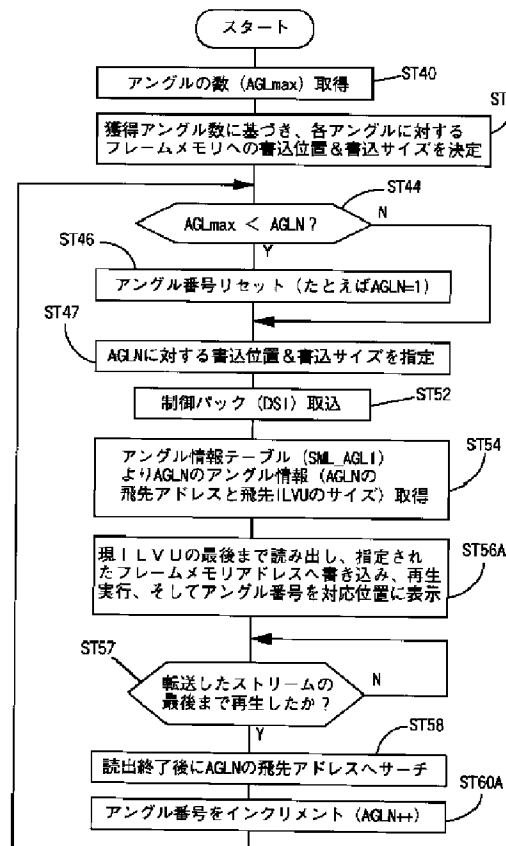 スタート
アングルの数 (AGLmax) 取得
ST40
獲得アングル数に基づき、各アングルに対する
フレームメモリへの書込位置&書込サイズを決定
ST
ST44
AGLmax < AGLN?
N
Y
ST46
アングル番号リセット (たとえばAGLN=1)
ST47
AGLNに対する書込位置&書込サイズを指定
制御パック (DSI) 取込
ST52
アングル情報テーブル (SML_AGLI)
よりAGLNのアングル情報 (AGLNの
飛先アドレスと飛先ILVUのサイズ) 取得
ST54
現ILVUの最後まで読み出し、指定され
たフレームメモリアドレスへ書き込み、再生
実行、そしてアングル番号を対応位置に表示
ST56A
ST57
転送したストリームの
最後まで再生したか?
N
Y
ST58
読出終了後にAGLNの飛先アドレスへサーチ
ST60A
アングル番号をインクリメント (AGLN++)